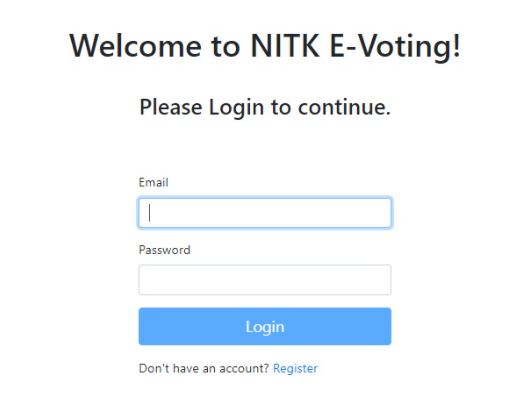 Welcome to NITK E-Voting!
Please Login to continue.
Email
Password
Login
Don't have an account? Register